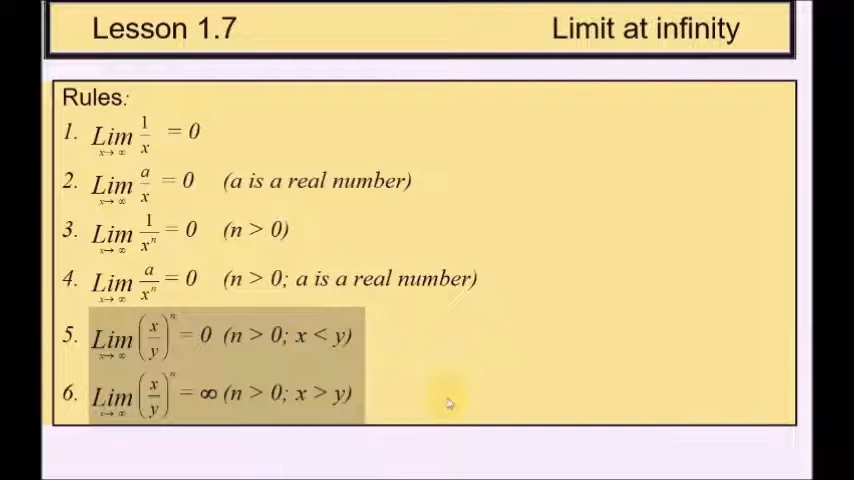 Lesson 1.7 Limit at infinity
Rules:
1. Lim x→∞ 1/x = 0
2. Lim x→∞ a/x = 0 (a is a real number)
3. Lim x→∞ 1/xⁿ = 0 (n > 0)
4. Lim x→∞ a/xⁿ = 0 (n > 0; a is a real number)
5. Lim x→∞ (x/y)ⁿ = 0 (n > 0; x < y)
6. Lim x→∞ (x/y)ⁿ = ∞ (n > 0; x > y)